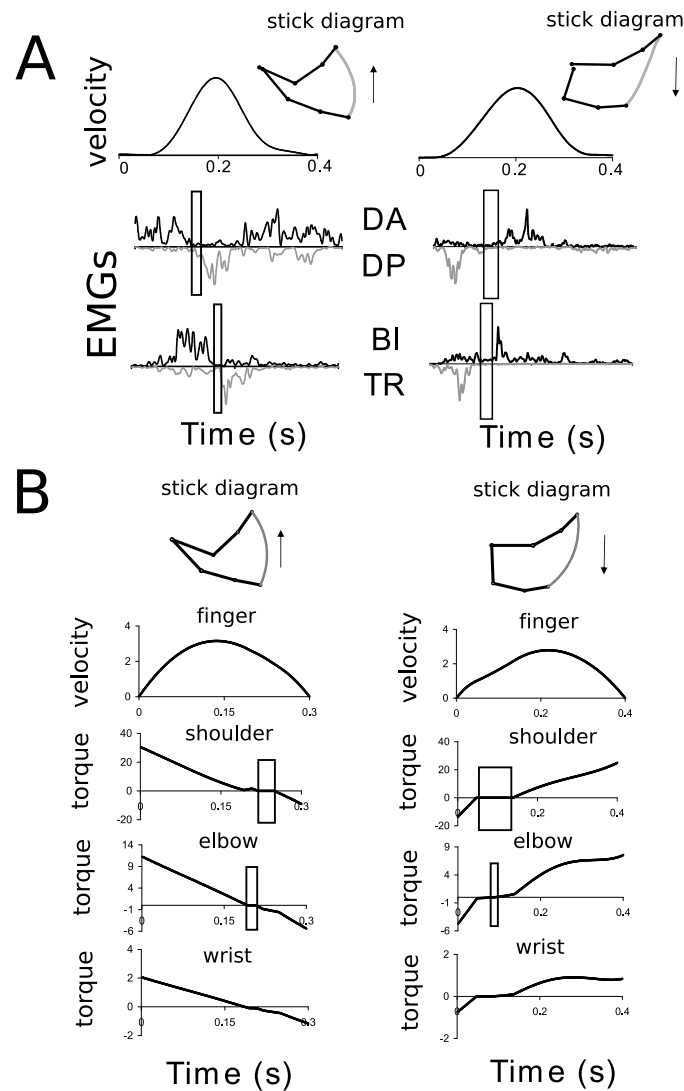 A
stick diagram
stick diagram
velocity
0 0.2 0.4
0 0.2 0.4
EMGs
DA
DP
BI
TR
Time (s)
Time (s)
B
stick diagram
stick diagram
finger
velocity
4
2
0
0 0.15 0.3
finger
velocity
4
2
0
0 0.2 0.4
shoulder
torque
40
20
0
-20
0 0.15 0.3
shoulder
torque
40
20
0
-20
0 0.2 0.4
elbow
torque
14
9
4
-1
-6
0 0.15 0.3
elbow
torque
9
4
-1
-6
0 0.2 0.4
wrist
torque
4
2
0
-2
0 0.15 0.3
wrist
torque
2
0
-2
0 0.2 0.4
Time (s)
Time (s)